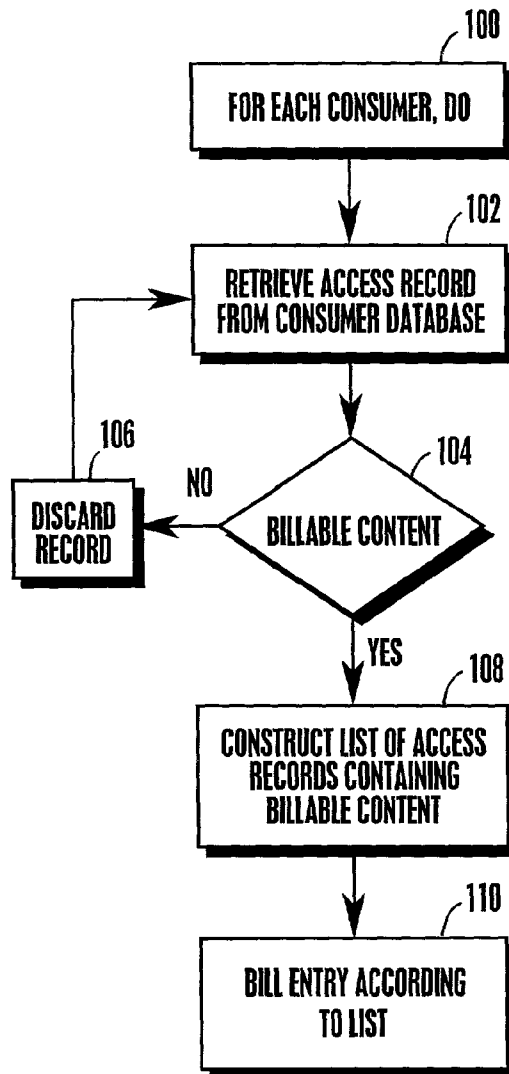 100
FOR EACH CONSUMER, DO
102
RETRIEVE ACCESS RECORD
FROM CONSUMER DATABASE
106
104
NO
DISCARD
RECORD
BILLABLE CONTENT
YES
108
CONSTRUCT LIST OF ACCESS
RECORDS CONTAINING
BILLABLE CONTENT
110
BILL ENTRY ACCORDING
TO LIST